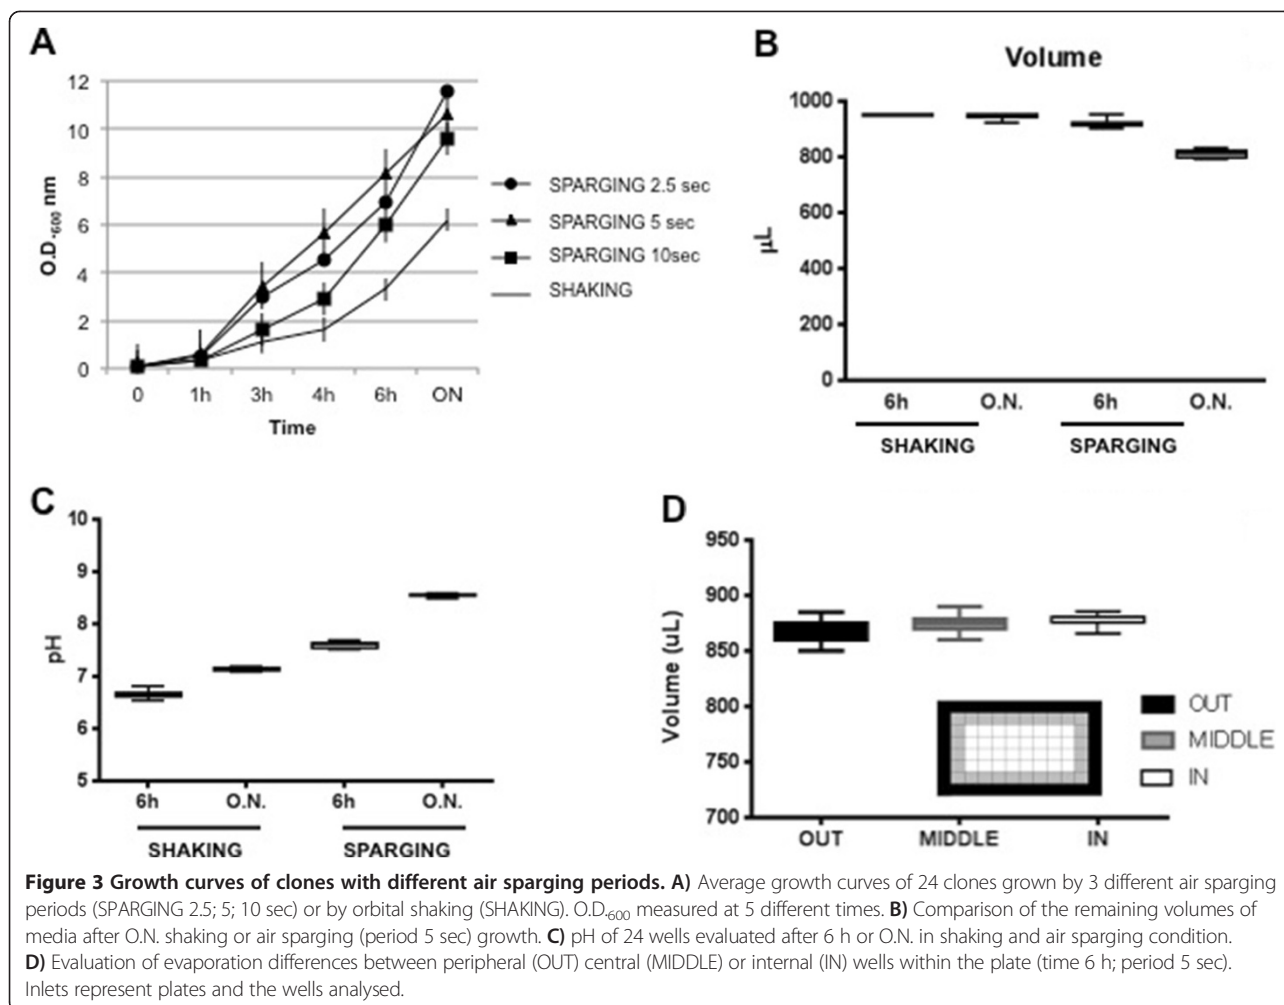 A
12
10
8
6
4
2
0
O.D.₆₀₀ nm
0 1h 3h 4h 6h ON
Time
SPARGING 2.5 sec
SPARGING 5 sec
SPARGING 10sec
SHAKING
B
Volume
1000
800
600
400
200
0
µL
6h O.N. 6h O.N.
SHAKING SPARGING
C
10
9
8
7
6
5
pH
6h O.N. 6h O.N.
SHAKING SPARGING
D
950
900
850
800
750
700
Volume (uL)
OUT
MIDDLE
IN
OUT MIDDLE IN
Figure 3 Growth curves of clones with different air sparging periods. A) Average growth curves of 24 clones grown by 3 different air sparging
periods (SPARGING 2.5; 5; 10 sec) or by orbital shaking (SHAKING). O.D.₆₀₀ measured at 5 different times. B) Comparison of the remaining volumes of
media after O.N. shaking or air sparging (period 5 sec) growth. C) pH of 24 wells evaluated after 6 h or O.N. in shaking and air sparging condition.
D) Evaluation of evaporation differences between peripheral (OUT) central (MIDDLE) or internal (IN) wells within the plate (time 6 h; period 5 sec).
Inlets represent plates and the wells analysed.